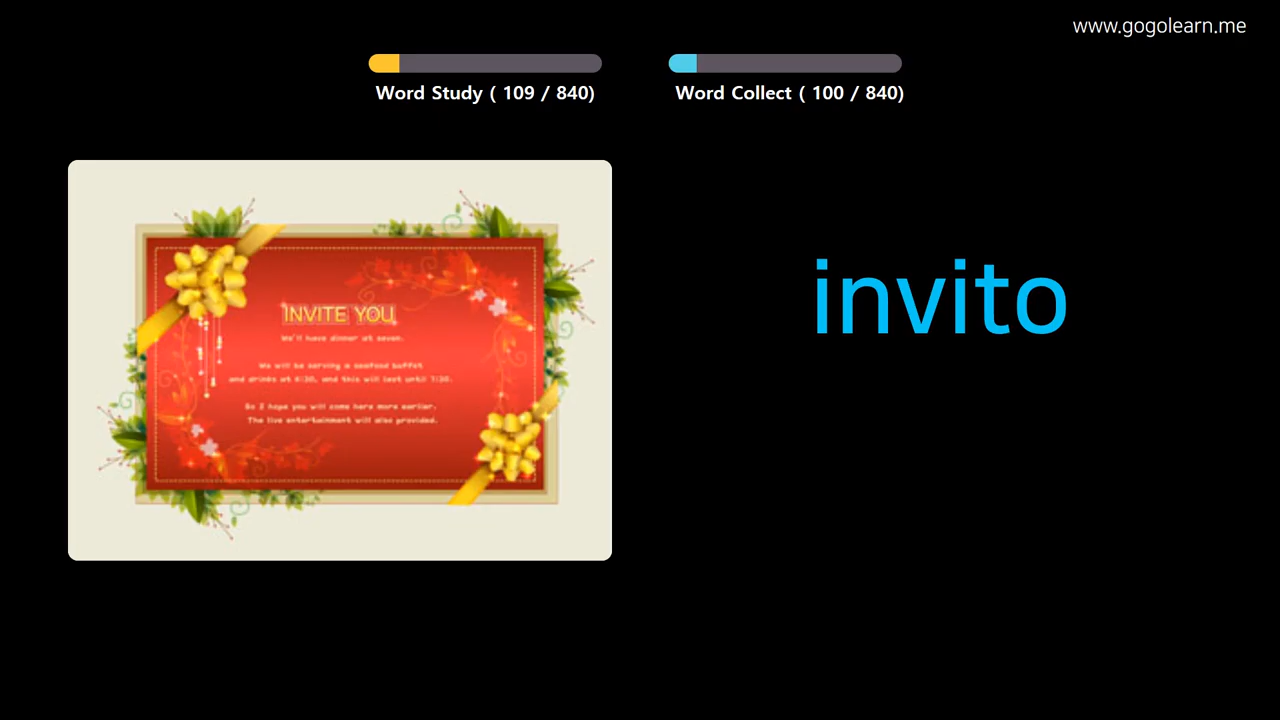 www.gogolearn.me
Word Study ( 109 / 840)
Word Collect ( 100 / 840)
invito
INVITE YOU
We'll have dinner at seven.
We will be serving a seafood buffet
and drinks at 6:30, and this will last until 1:30.
So I hope you will come here more earlier.
The live entertainment will also provided.